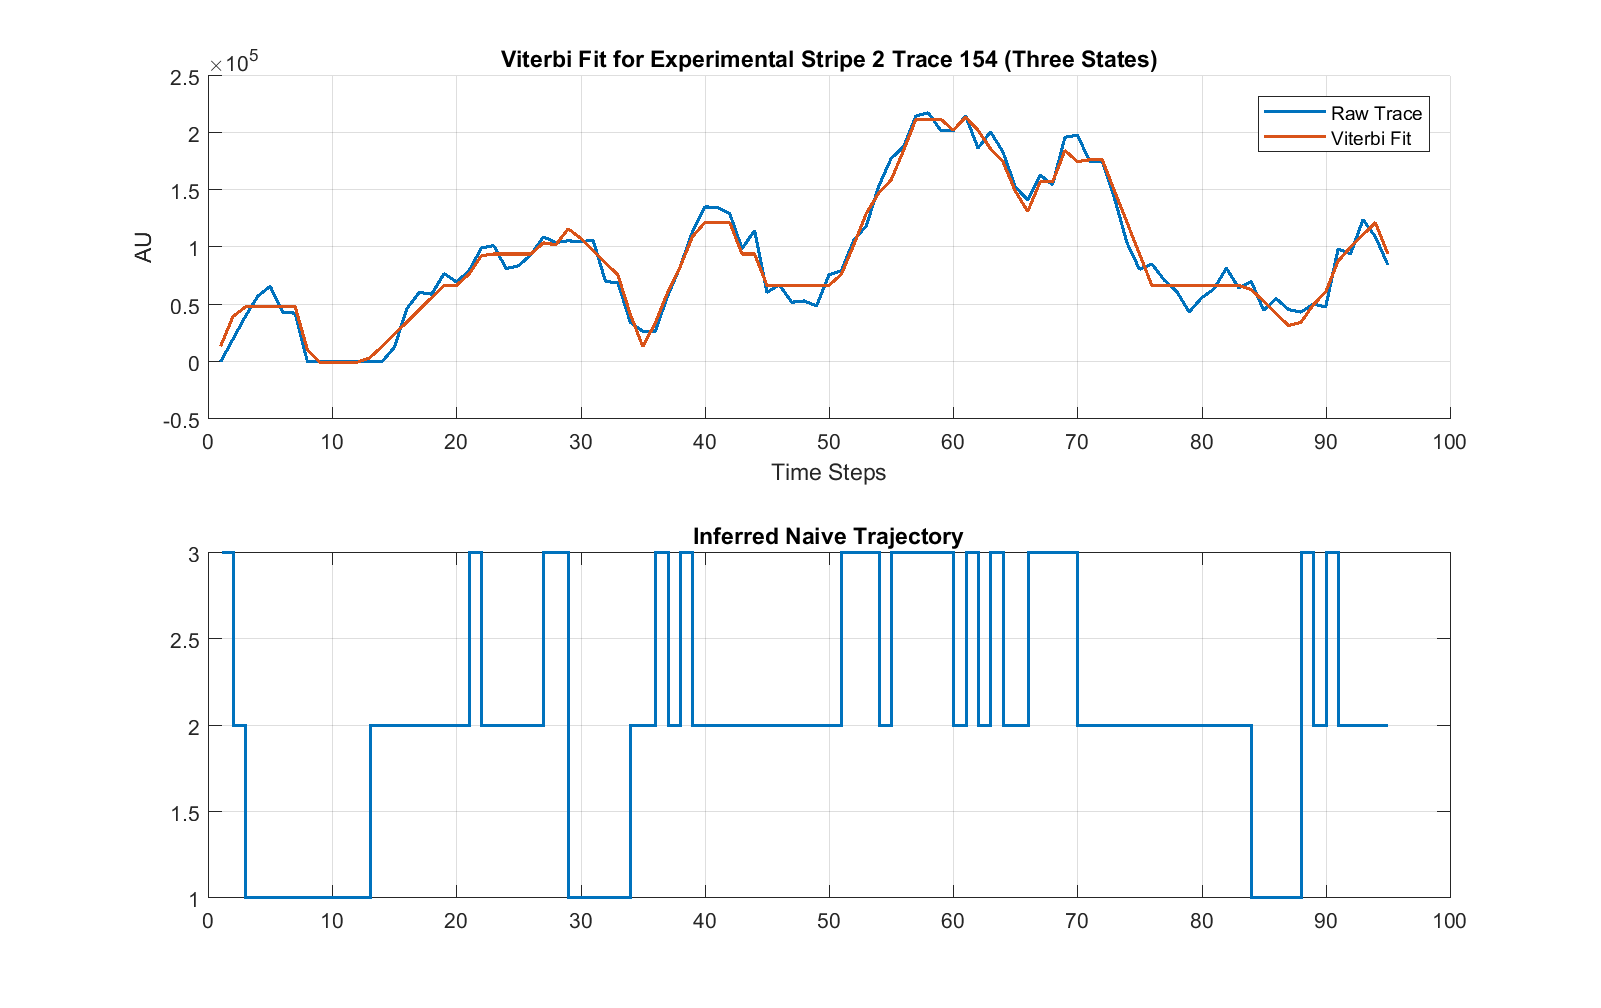 Viterbi Fit for Experimental Stripe 2 Trace 154 (Three States)
×10^5
2.5
2
1.5
1
0.5
0
-0.5
AU
Raw Trace
Viterbi Fit
0 10 20 30 40 50 60 70 80 90 100
Time Steps
Inferred Naive Trajectory
3
2.5
2
1.5
1
0 10 20 30 40 50 60 70 80 90 100